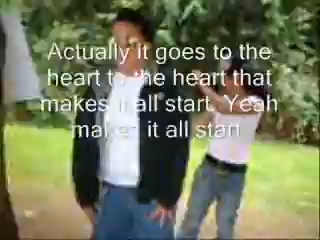 Actually it goes to the
heart to the heart that
makes it all start. Yeah
makes it all start